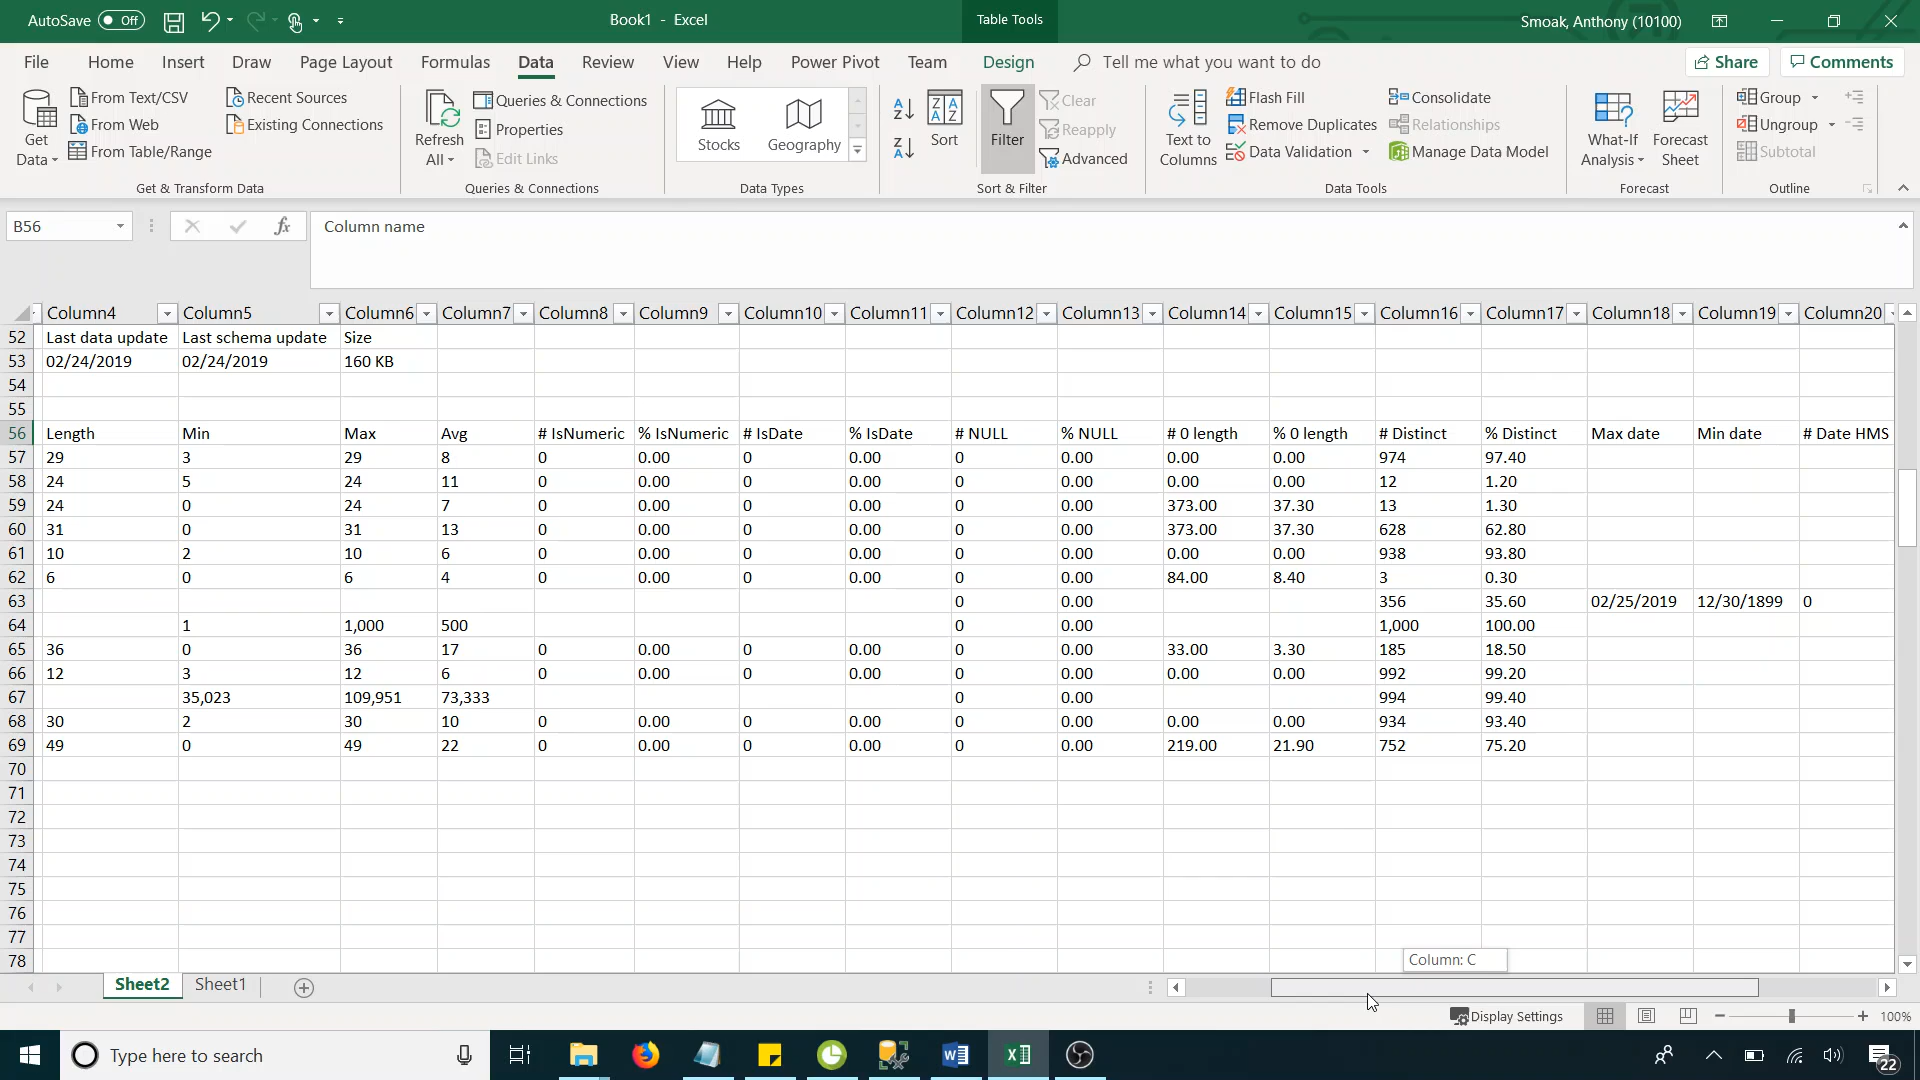 AutoSave Off Book1 - Excel Table Tools Smoak, Anthony (10100)
File Home Insert Draw Page Layout Formulas Data Review View Help Power Pivot Team Design Tell me what you want to do Share Comments
Get Data From Text/CSV Recent Sources
From Web Existing Connections
From Table/Range
Get & Transform Data
Refresh All Queries & Connections
Properties
Edit Links
Queries & Connections
Stocks Geography
Data Types
Sort Filter Clear
Reapply
Advanced
Sort & Filter
Text to Columns Flash Fill Consolidate
Remove Duplicates Relationships
Data Validation Manage Data Model
Data Tools
What-If Analysis Forecast Sheet
Forecast
Group
Ungroup
Subtotal
Outline
B56 fx Column name
Column4 Column5 Column6 Column7 Column8 Column9 Column10 Column11 Column12 Column13 Column14 Column15 Column16 Column17 Column18 Column19 Column20
52 Last data update Last schema update Size
53 02/24/2019 02/24/2019 160 KB
54
55
56 Length Min Max Avg # IsNumeric % IsNumeric # IsDate % IsDate # NULL % NULL # 0 length % 0 length # Distinct % Distinct Max date Min date # Date HMS
57 29 3 29 8 0 0.00 0 0.00 0 0.00 0.00 0.00 974 97.40
58 24 5 24 11 0 0.00 0 0.00 0 0.00 0.00 0.00 12 1.20
59 24 0 24 7 0 0.00 0 0.00 0 0.00 373.00 37.30 13 1.30
60 31 0 31 13 0 0.00 0 0.00 0 0.00 373.00 37.30 628 62.80
61 10 2 10 6 0 0.00 0 0.00 0 0.00 0.00 0.00 938 93.80
62 6 0 6 4 0 0.00 0 0.00 0 0.00 84.00 8.40 3 0.30
63 0 0.00 356 35.60 02/25/2019 12/30/1899 0
64 1 1,000 500 0 0.00 1,000 100.00
65 36 0 36 17 0 0.00 0 0.00 0 0.00 33.00 3.30 185 18.50
66 12 3 12 6 0 0.00 0 0.00 0 0.00 0.00 0.00 992 99.20
67 35,023 109,951 73,333 0 0.00 994 99.40
68 30 2 30 10 0 0.00 0 0.00 0 0.00 0.00 0.00 934 93.40
69 49 0 49 22 0 0.00 0 0.00 0 0.00 219.00 21.90 752 75.20
70
71
72
73
74
75
76
77
78
Column: C
Sheet2 Sheet1
Display Settings 100%
Type here to search 22